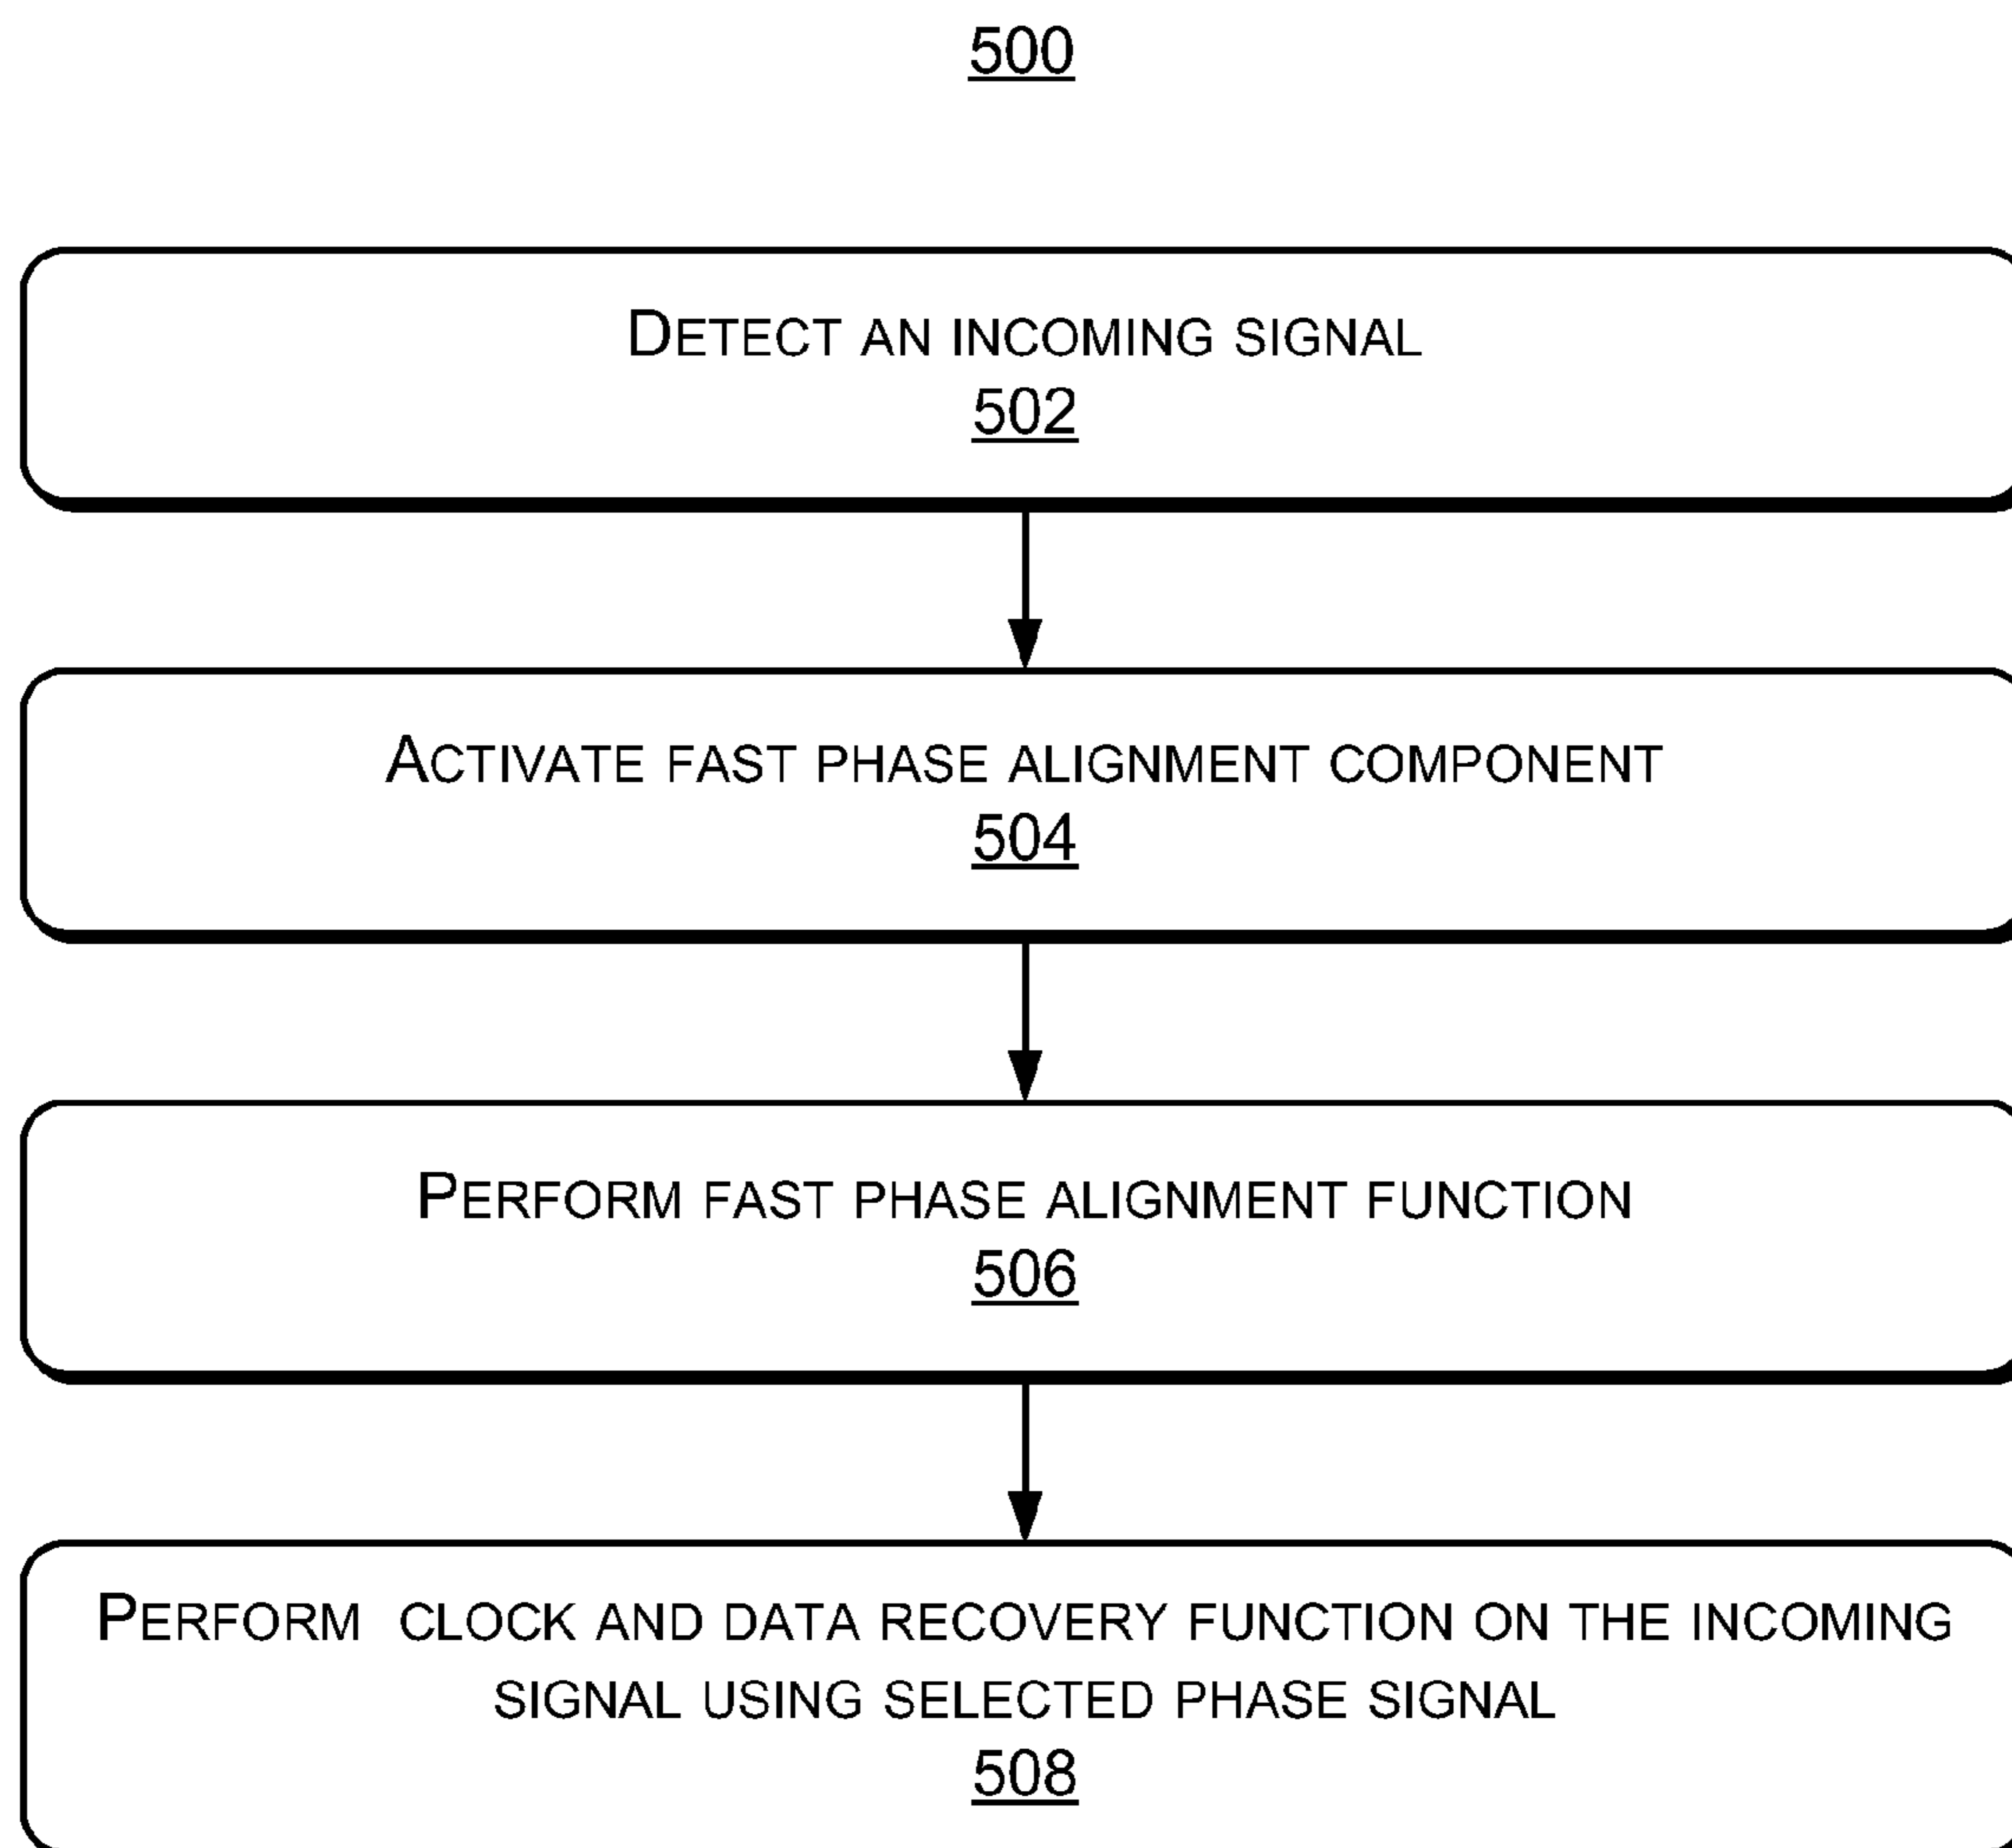 500
DETECT AN INCOMING SIGNAL
502
ACTIVATE FAST PHASE ALIGNMENT COMPONENT
504
PERFORM FAST PHASE ALIGNMENT FUNCTION
506
PERFORM CLOCK AND DATA RECOVERY FUNCTION ON THE INCOMING
SIGNAL USING SELECTED PHASE SIGNAL
508